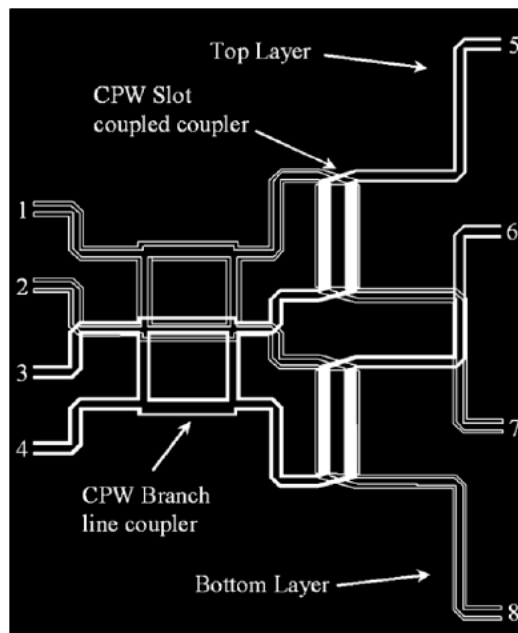 5
Top Layer
CPW Slot
coupled coupler
1
6
2
3
7
4
CPW Branch
line coupler
Bottom Layer
8